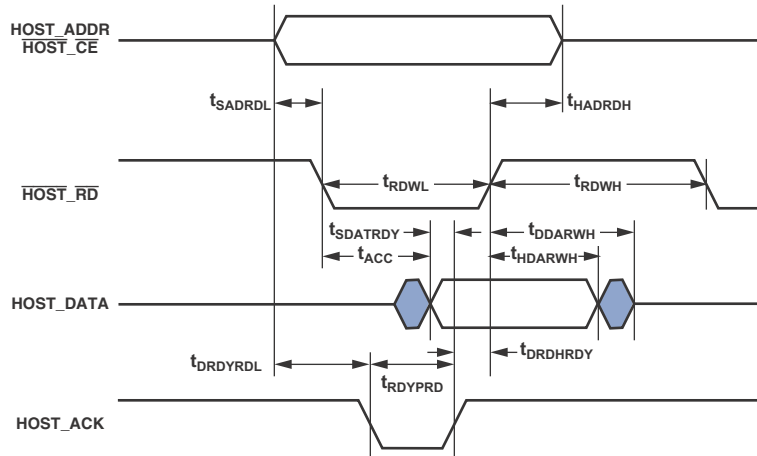 HOST_ADDR
HOST_CE
tSADRDL
tHADRDH
HOST_RD
tRDWL
tRDWH
tSDATRDY
tDDARWH
tACC
tHDARWH
HOST_DATA
tDRDYRDL
tRDYPRD
tDRDHRDY
HOST_ACK